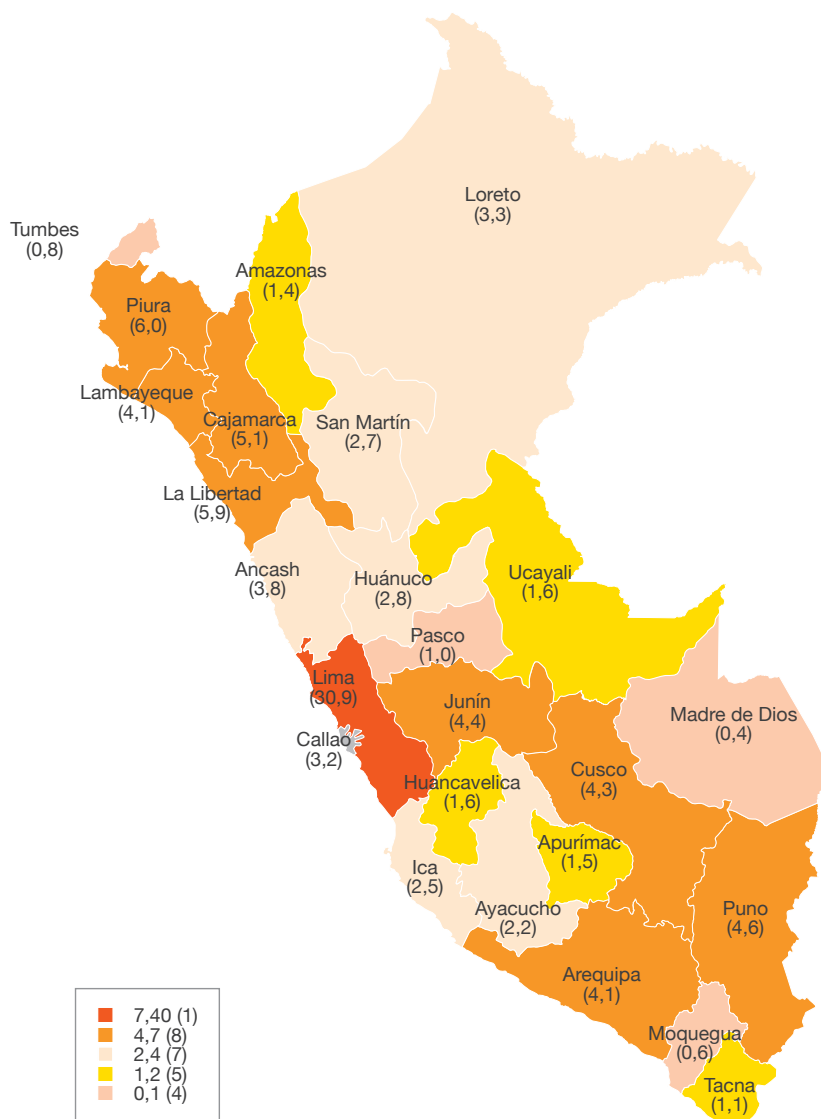 Loreto
(3,3)
Tumbes
(0,8)
Amazonas
(1,4)
Piura
(6,0)
Lambayeque
(4,1)
Cajamarca
(5,1)
San Martín
(2,7)
La Libertad
(5,9)
Ancash
(3,8)
Huánuco
(2,8)
Ucayali
(1,6)
Pasco
(1,0)
Lima
(30,9)
Junín
(4,4)
Madre de Dios
(0,4)
Callao
(3,2)
Cusco
(4,3)
Huancavelica
(1,6)
Apurímac
(1,5)
Ica
(2,5)
Ayacucho
(2,2)
Puno
(4,6)
Arequipa
(4,1)
Moquegua
(0,6)
Tacna
(1,1)
7,40 (1)
4,7 (8)
2,4 (7)
1,2 (5)
0,1 (4)